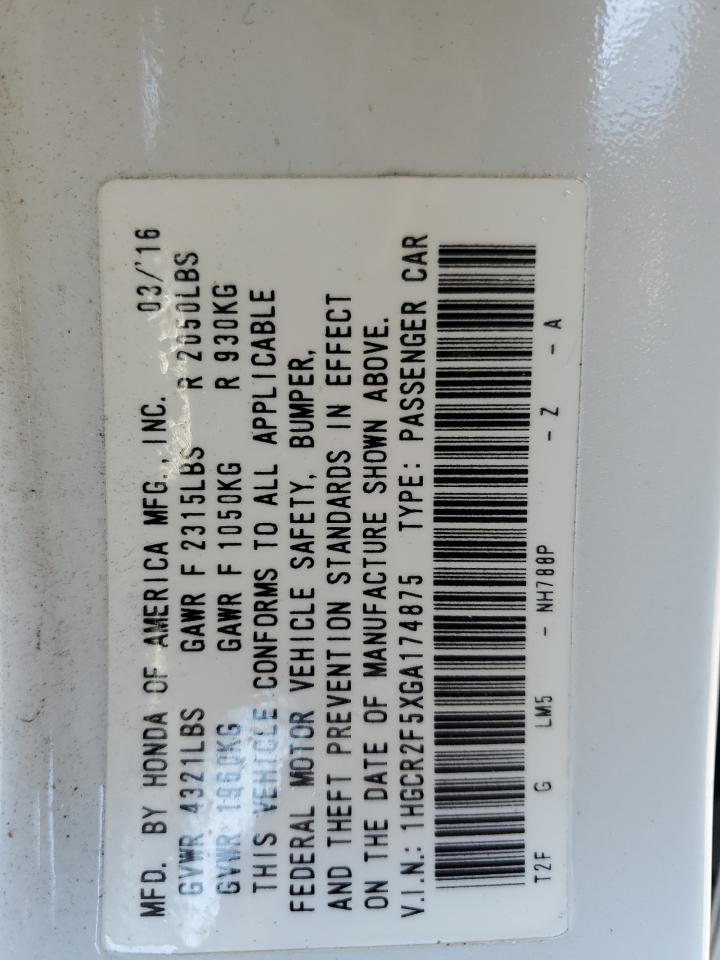 MFD. BY HONDA OF AMERICA MFG., INC. 03/'16
GVWR 4321LBS GAWR F 2315LBS R 2050LBS
GVWR 1960KG GAWR F 1050KG R 930KG
THIS VEHICLE CONFORMS TO ALL APPLICABLE
FEDERAL MOTOR VEHICLE SAFETY, BUMPER,
AND THEFT PREVENTION STANDARDS IN EFFECT
ON THE DATE OF MANUFACTURE SHOWN ABOVE.
V.I.N.: 1HGCR2F5XGA174875 TYPE: PASSENGER CAR
T2F G LM5 - NH788P - Z - A